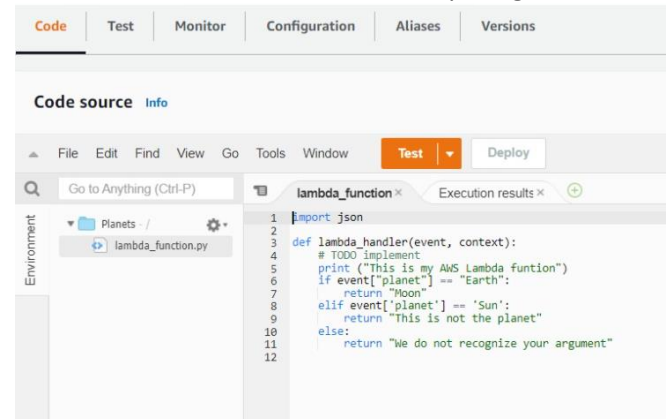 Code Test Monitor Configuration Aliases Versions
Code source Info
File Edit Find View Go Tools Window Test Deploy
Go to Anything (Ctrl-P) lambda_function× Execution results×
Environment
Planets - /
lambda_function.py
1 import json
2
3 def lambda_handler(event, context):
4 # TODO implement
5 print ("This is my AWS Lambda funtion")
6 if event["planet"] == "Earth":
7 return "Moon"
8 elif event['planet'] == 'Sun':
9 return "This is not the planet"
10 else:
11 return "We do not recognize your argument"
12